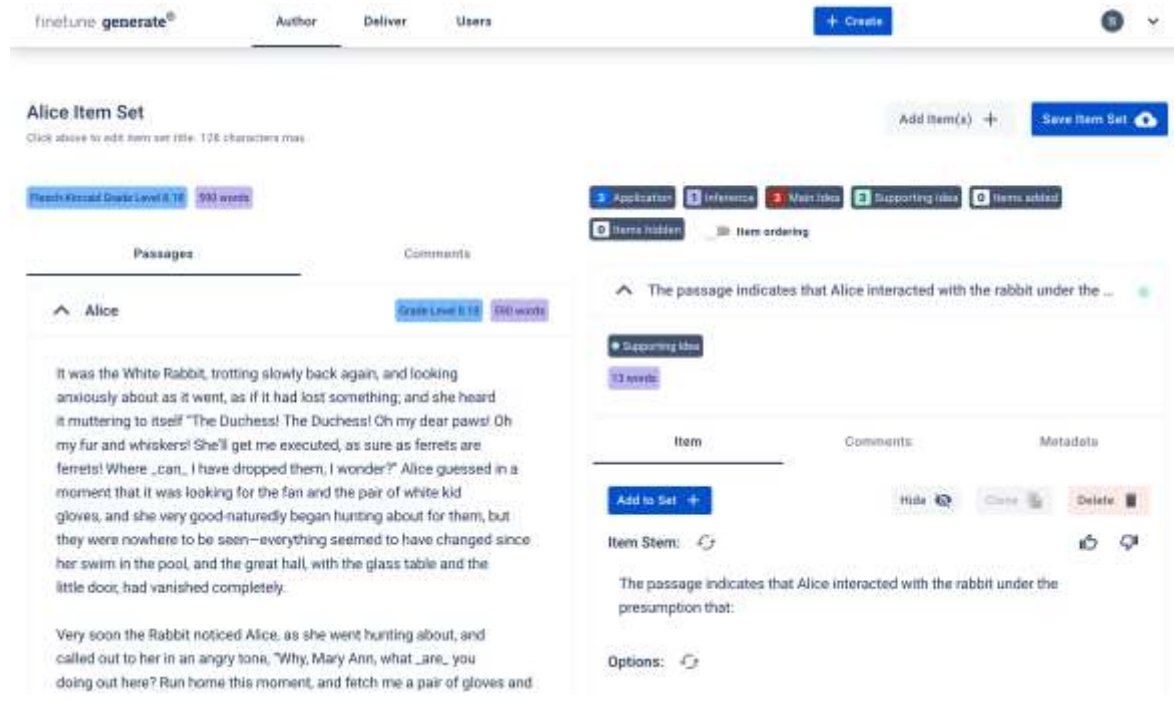 finetune generate®
Author
Deliver
Users
+ Create
Alice Item Set
Click above to edit item set title. 128 characters max.
Add Item(s) +
Save Item Set
Flesch-Kincaid Grade Level 8.18
590 words
3 Application
1 Inference
3 Main Idea
3 Supporting Idea
0 Items added
0 Items hidden
Item ordering
Passages
Comments
Alice
Grade Level 8.18
590 words
It was the White Rabbit, trotting slowly back again, and looking
anxiously about as it went, as if it had lost something; and she heard
it muttering to itself "The Duchess! The Duchess! Oh my dear paws! Oh
my fur and whiskers! She'll get me executed, as sure as ferrets are
ferrets! Where _can_ I have dropped them, I wonder?" Alice guessed in a
moment that it was looking for the fan and the pair of white kid
gloves, and she very good-naturedly began hunting about for them, but
they were nowhere to be seen—everything seemed to have changed since
her swim in the pool, and the great hall, with the glass table and the
little door, had vanished completely.
Very soon the Rabbit noticed Alice, as she went hunting about, and
called out to her in an angry tone, "Why, Mary Ann, what _are_ you
doing out here? Run home this moment, and fetch me a pair of gloves and
The passage indicates that Alice interacted with the rabbit under the ...
Supporting Idea
13 words
Item
Comments
Metadata
Add to Set +
Hide
Clone
Delete
Item Stem:
The passage indicates that Alice interacted with the rabbit under the
presumption that:
Options: